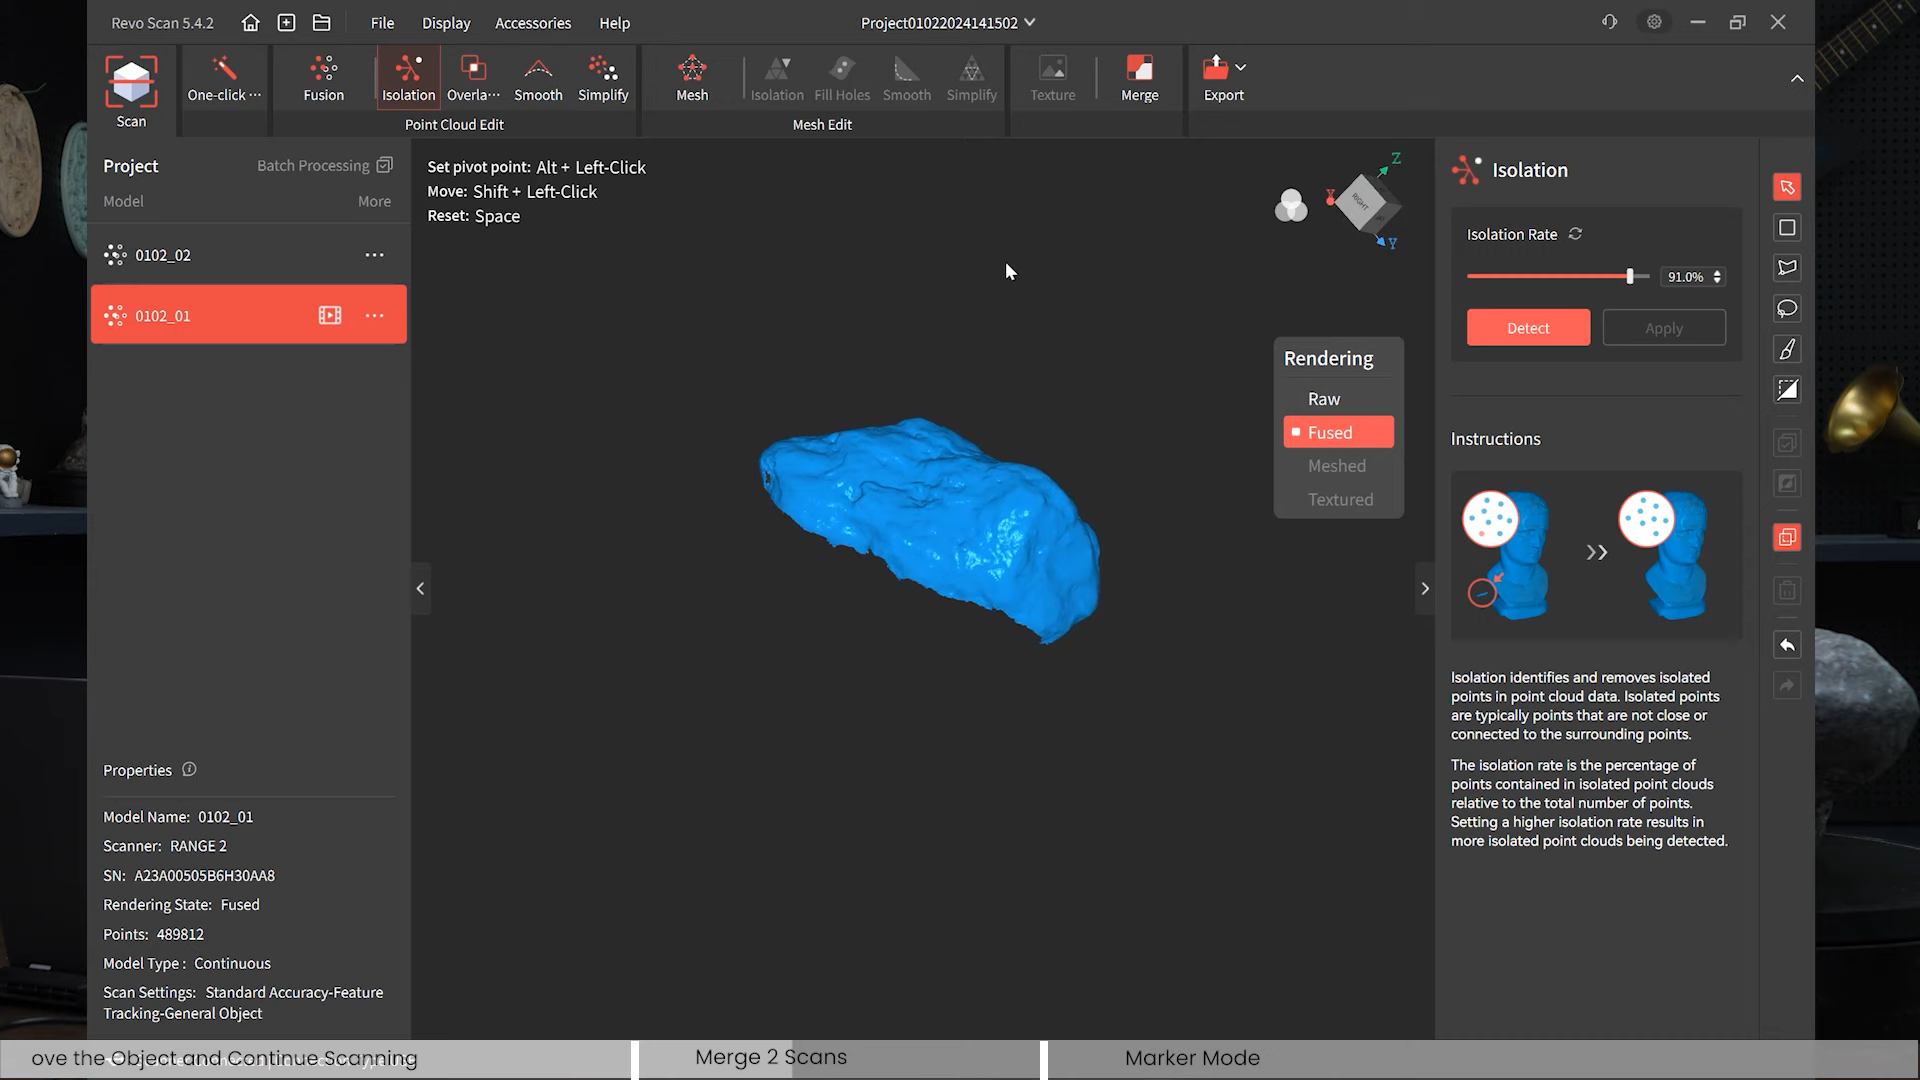 Revo Scan 5.4.2
File
Display
Accessories
Help
Project01022024141502
Scan
One-click ···
Fusion
Isolation
Overla···
Smooth
Simplify
Point Cloud Edit
Mesh
Isolation
Fill Holes
Smooth
Simplify
Mesh Edit
Texture
Merge
Export
Project
Batch Processing
Model
More
0102_02
0102_01
Properties
Model Name: 0102_01
Scanner: RANGE 2
SN: A23A00505B6H30AA8
Rendering State: Fused
Points: 489812
Model Type : Continuous
Scan Settings: Standard Accuracy-Feature
Tracking-General Object
Set pivot point: Alt + Left-Click
Move: Shift + Left-Click
Reset: Space
Z
X
RIGHT
Y
Rendering
Raw
Fused
Meshed
Textured
Isolation
Isolation Rate
91.0%
Detect
Apply
Instructions
Isolation identifies and removes isolated
points in point cloud data. Isolated points
are typically points that are not close or
connected to the surrounding points.
The isolation rate is the percentage of
points contained in isolated point clouds
relative to the total number of points.
Setting a higher isolation rate results in
more isolated point clouds being detected.
ove the Object and Continue Scanning
Merge 2 Scans
Marker Mode